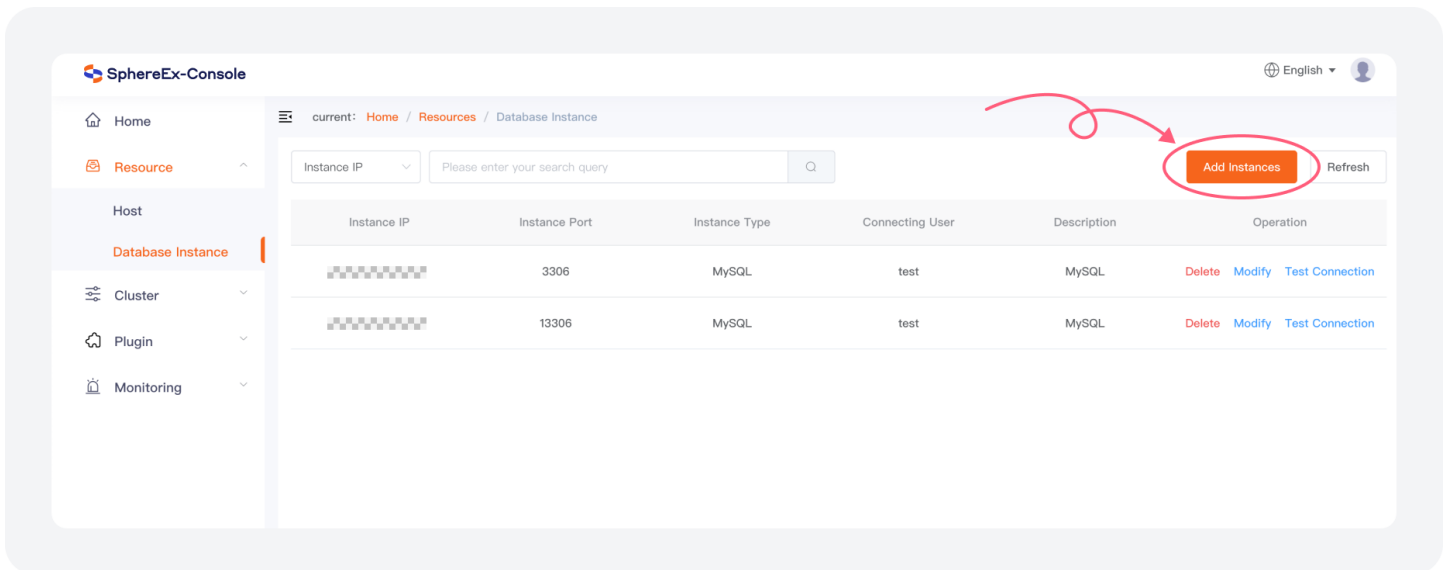 SphereEx-Console
English
Home
Resource
Host
Database Instance
Cluster
Plugin
Monitoring
current: Home / Resources / Database Instance
Instance IP
Please enter your search query
Add Instances
Refresh
Instance IP Instance Port Instance Type Connecting User Description Operation
3306 MySQL test MySQL Delete Modify Test Connection
13306 MySQL test MySQL Delete Modify Test Connection